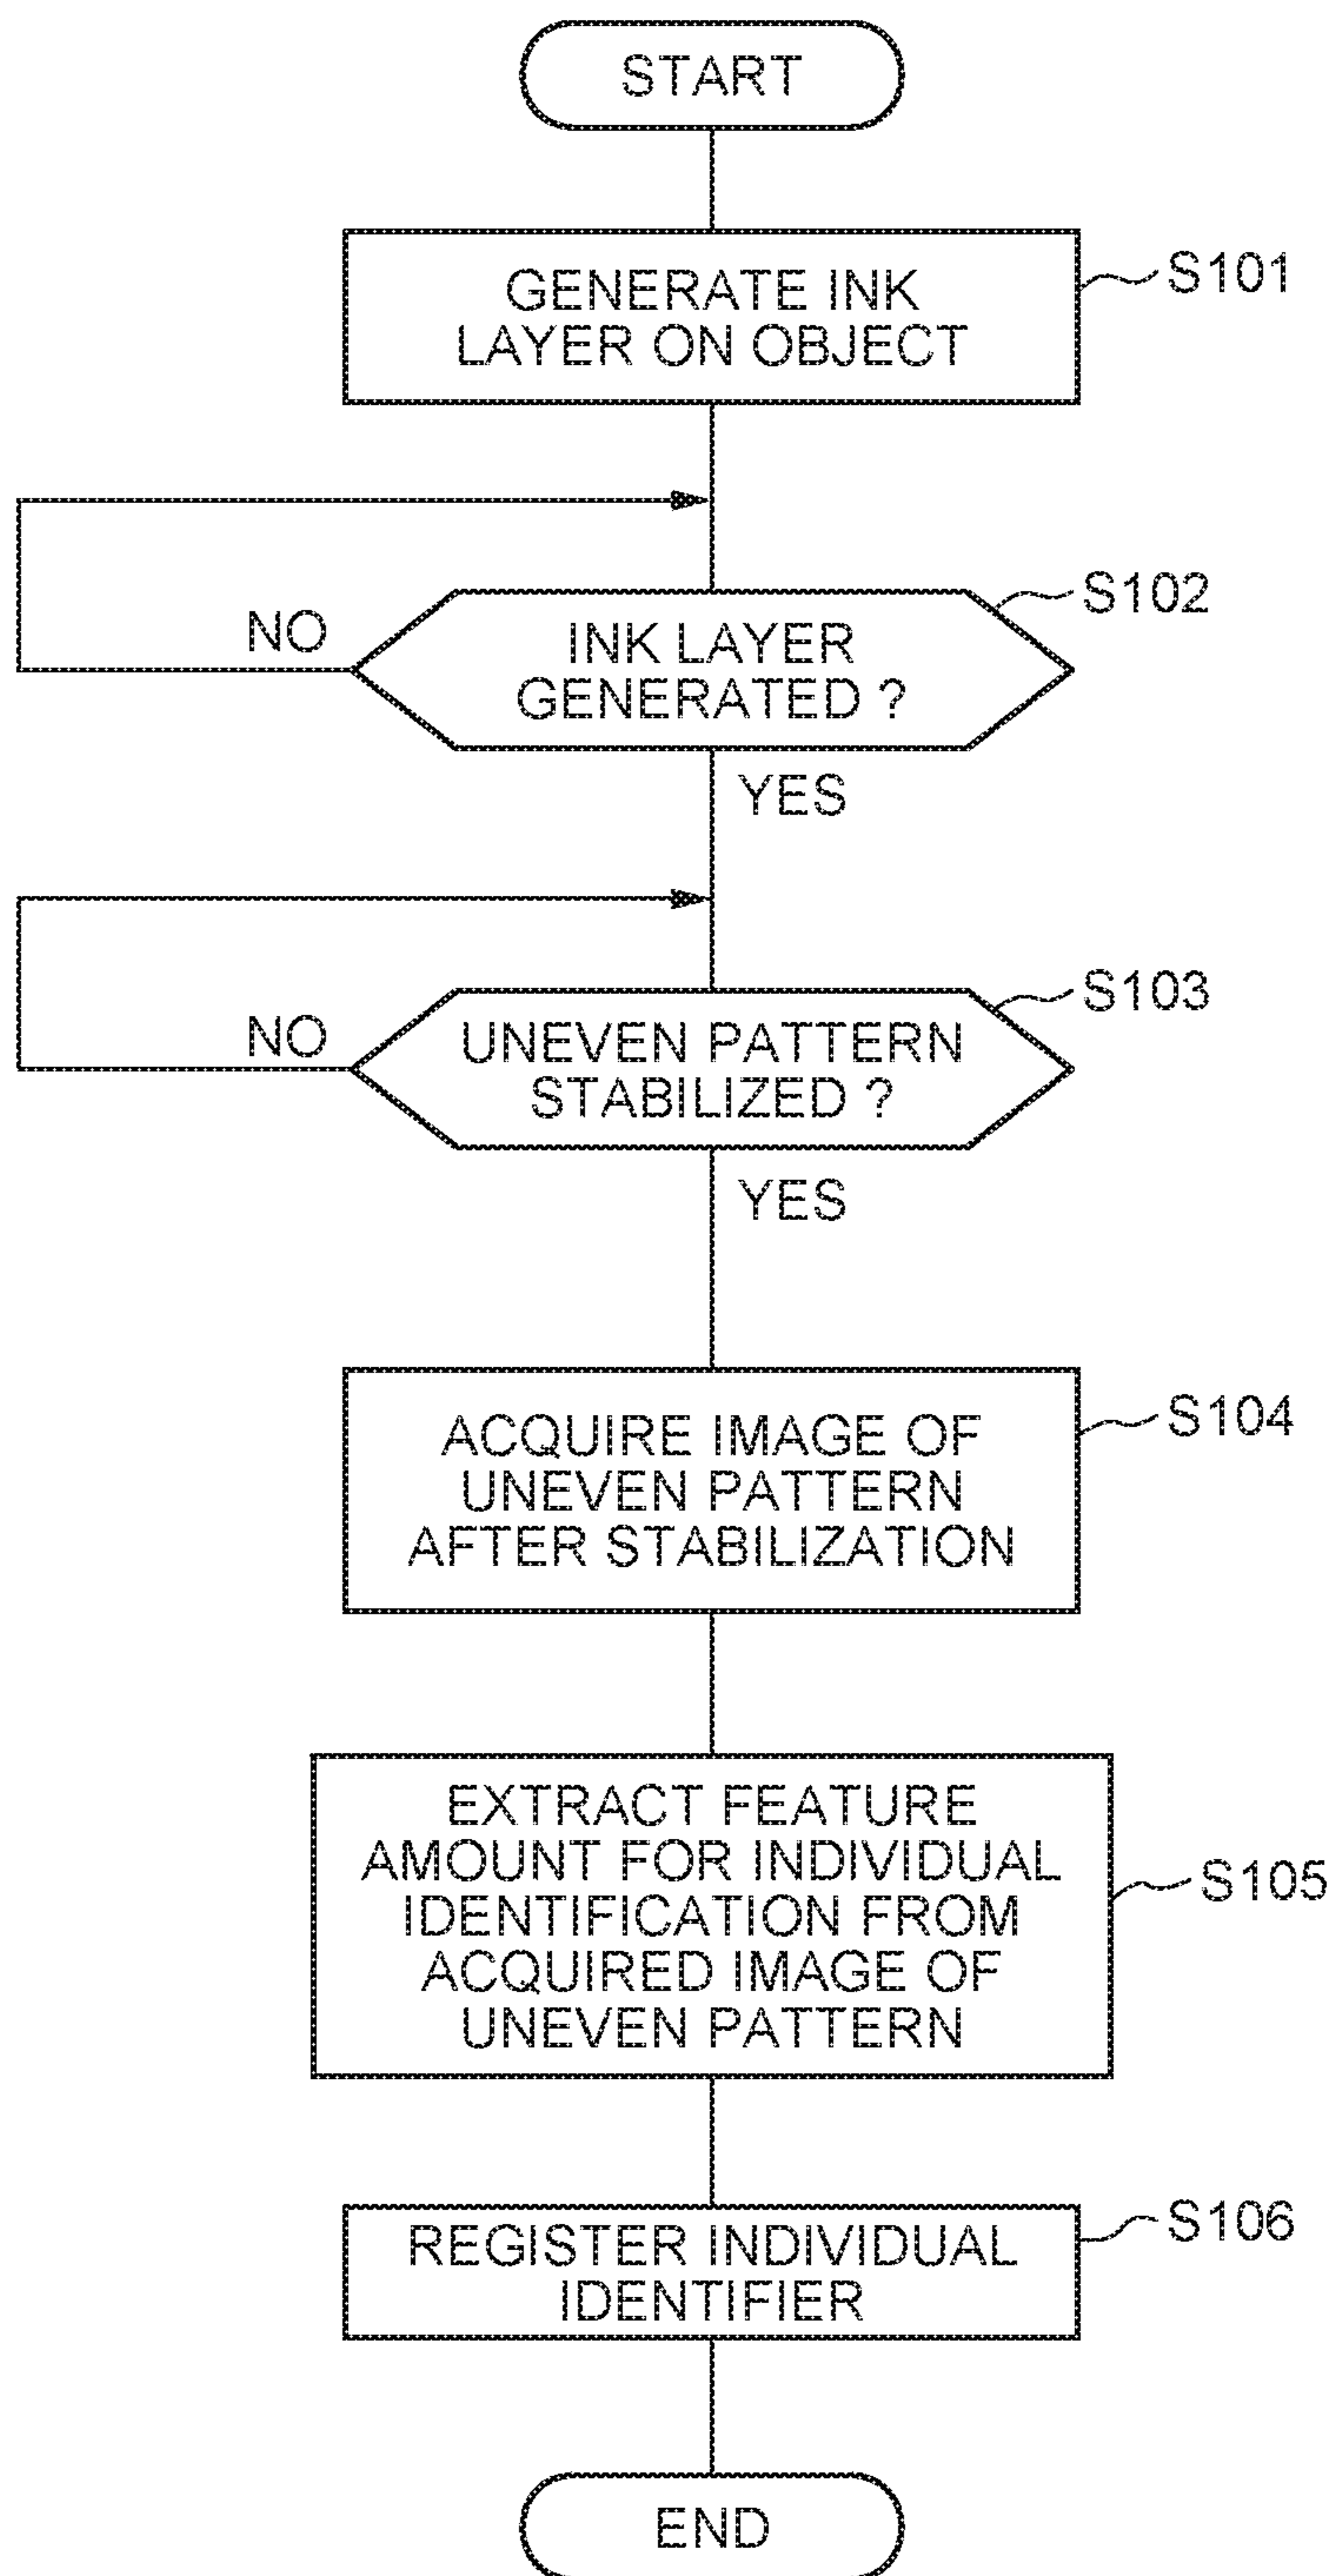 START
GENERATE INK
LAYER ON OBJECT
S101
S102
NO
INK LAYER
GENERATED ?
YES
S103
NO
UNEVEN PATTERN
STABILIZED ?
YES
ACQUIRE IMAGE OF
UNEVEN PATTERN
AFTER STABILIZATION
S104
EXTRACT FEATURE
AMOUNT FOR INDIVIDUAL
IDENTIFICATION FROM
ACQUIRED IMAGE OF
UNEVEN PATTERN
S105
REGISTER INDIVIDUAL
IDENTIFIER
S106
END